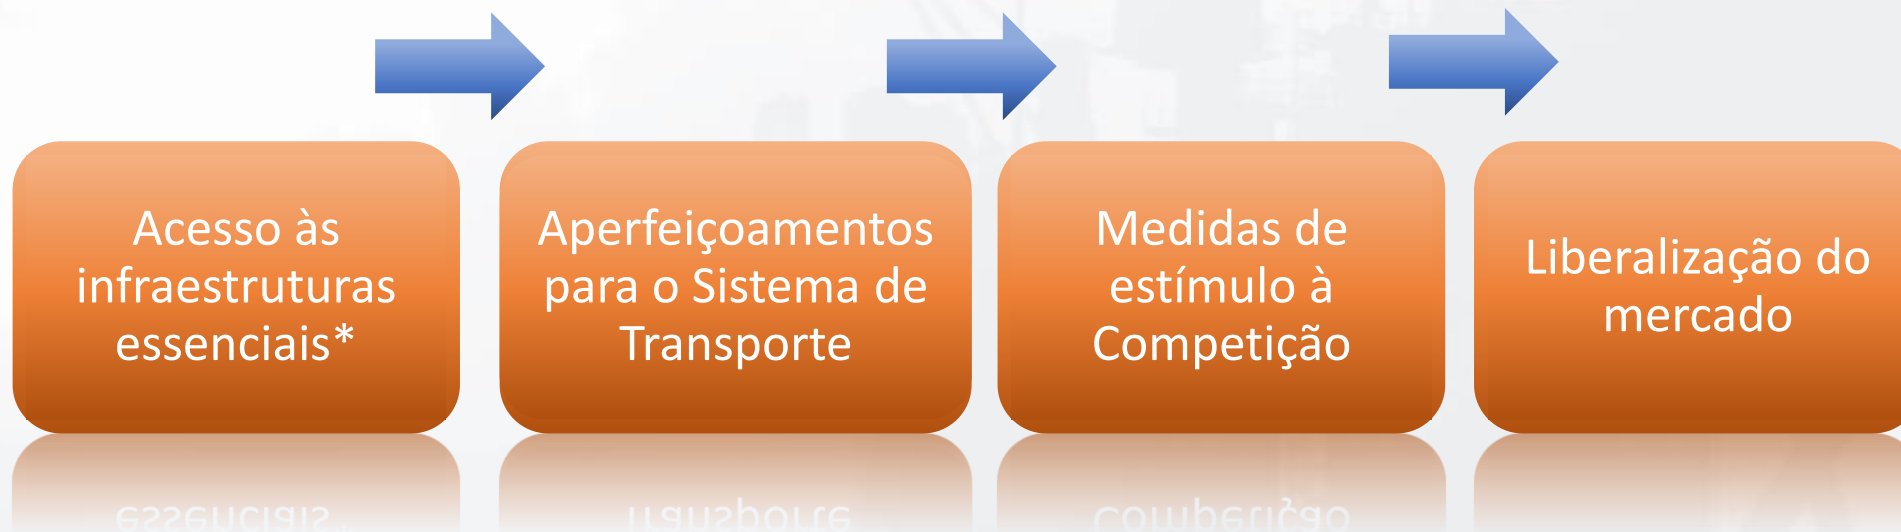 Acesso às
infraestruturas
essenciais*
Aperfeiçoamentos
para o Sistema de
Transporte
Medidas de
estímulo à
Competição
Liberalização do
mercado